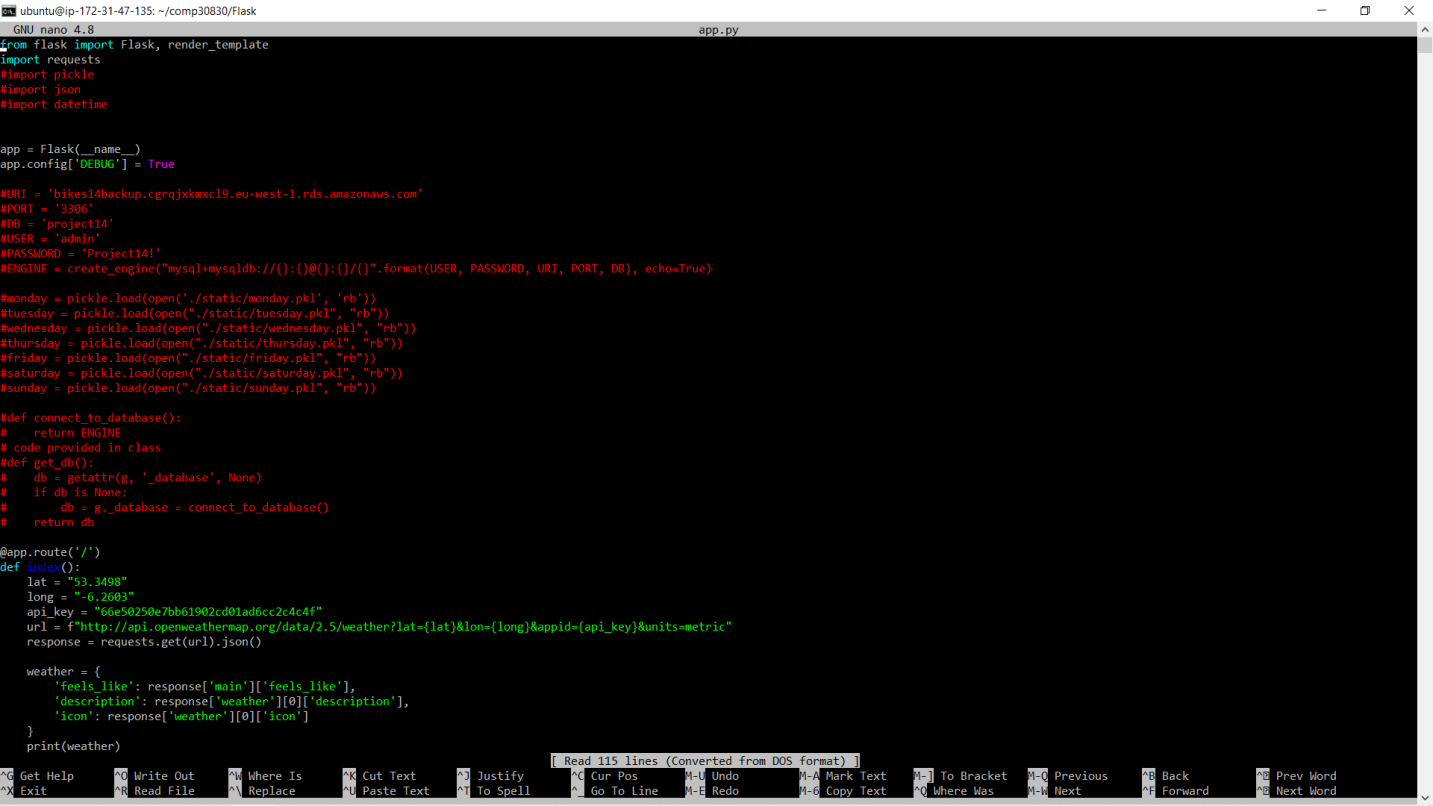 ubuntu@ip-172-31-47-135: ~/comp30830/Flask
GNU nano 4.8 app.py
from flask import Flask, render_template
import requests
#import pickle
#import json
#import datetime
app = Flask(__name__)
app.config['DEBUG'] = True
#URI = 'bikes14backup.cgrqjxkmxcl9.eu-west-1.rds.amazonaws.com'
#PORT = '3306'
#DB = 'project14'
#USER = 'admin'
#PASSWORD = 'Project14!'
#ENGINE = create_engine("mysql+mysqldb://{}:{}@{}:{}/{}".format(USER, PASSWORD, URI, PORT, DB), echo=True)
#monday = pickle.load(open('./static/monday.pkl', 'rb'))
#tuesday = pickle.load(open("./static/tuesday.pkl", "rb"))
#wednesday = pickle.load(open("./static/wednesday.pkl", "rb"))
#thursday = pickle.load(open("./static/thursday.pkl", "rb"))
#friday = pickle.load(open("./static/friday.pkl", "rb"))
#saturday = pickle.load(open("./static/saturday.pkl", "rb"))
#sunday = pickle.load(open("./static/sunday.pkl", "rb"))
#def connect_to_database():
#    return ENGINE
# code provided in class
#def get_db():
#    db = getattr(g, '_database', None)
#    if db is None:
#        db = g._database = connect_to_database()
#    return db
@app.route('/')
def index():
    lat = "53.3498"
    long = "-6.2603"
    api_key = "66e50250e7bb61902cd01ad6cc2c4c4f"
    url = f"http://api.openweathermap.org/data/2.5/weather?lat={lat}&lon={long}&appid={api_key}&units=metric"
    response = requests.get(url).json()
    weather = {
        'feels_like': response['main']['feels_like'],
        'description': response['weather'][0]['description'],
        'icon': response['weather'][0]['icon']
    }
    print(weather)
[ Read 115 lines (Converted from DOS format) ]
^G Get Help ^O Write Out ^W Where Is ^K Cut Text ^J Justify ^C Cur Pos M-U Undo M-A Mark Text M-] To Bracket M-Q Previous ^B Back Prev Word
^X Exit ^R Read File ^\ Replace ^U Paste Text ^T To Spell ^_ Go To Line M-E Redo M-6 Copy Text ^Q Where Was M-W Next ^F Forward Next Word